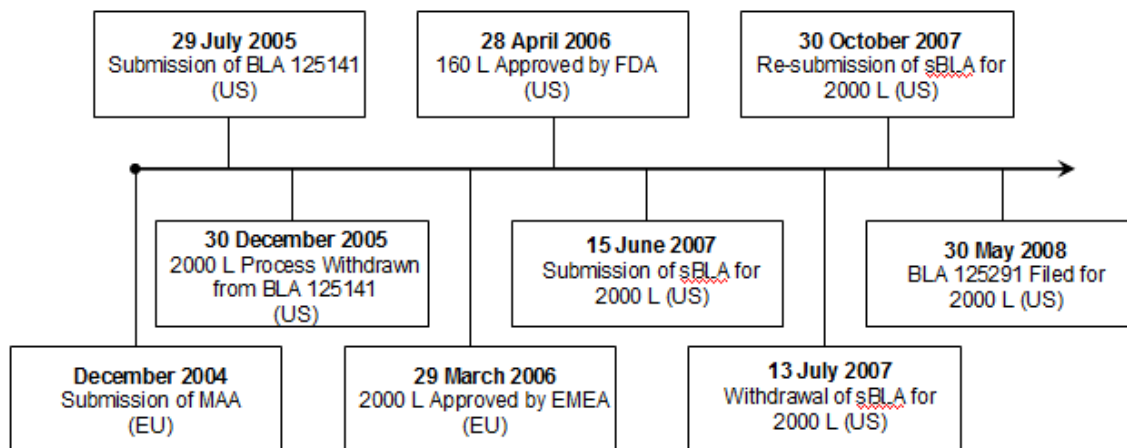 29 July 2005
Submission of BLA 125141
(US)
28 April 2006
160 L Approved by FDA
(US)
30 October 2007
Re-submission of sBLA for
2000 L (US)
30 December 2005
2000 L Process Withdrawn
from BLA 125141
(US)
15 June 2007
Submission of sBLA for
2000 L (US)
30 May 2008
BLA 125291 Filed for
2000 L (US)
December 2004
Submission of MAA
(EU)
29 March 2006
2000 L Approved by EMEA
(EU)
13 July 2007
Withdrawal of sBLA for
2000 L (US)